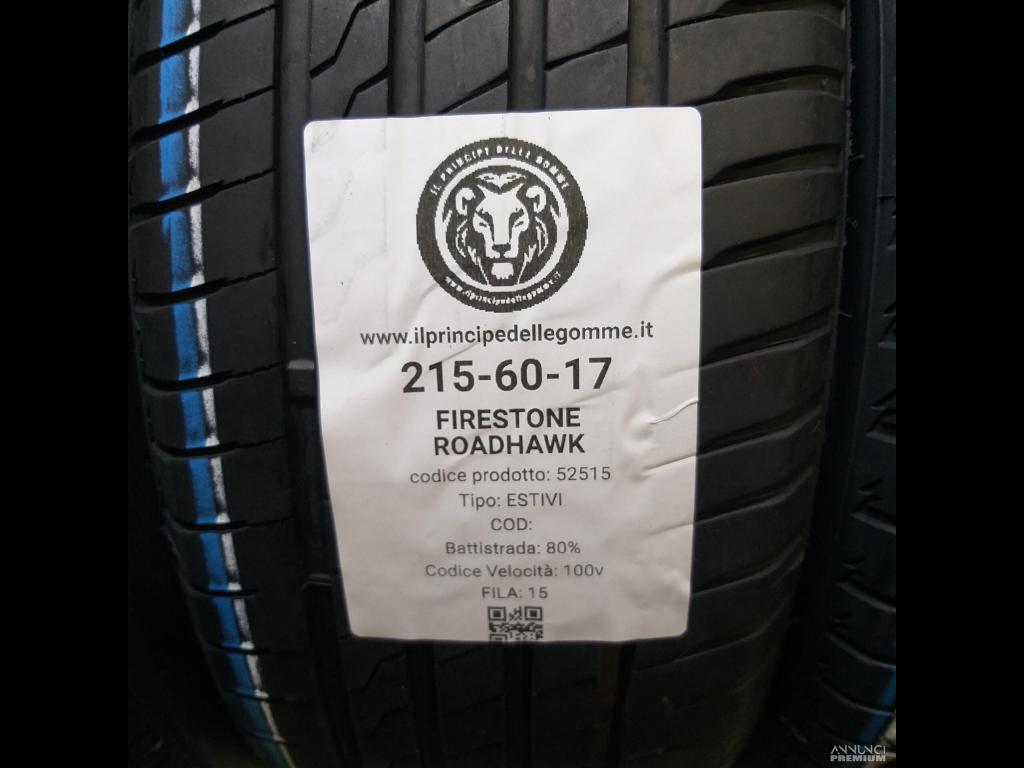 IL PRINCIPE DELLE GOMME
www.ilprincipedellegomme.it
www.ilprincipedellegomme.it
215-60-17
FIRESTONE
ROADHAWK
codice prodotto: 52515
Tipo: ESTIVI
COD:
Battistrada: 80%
Codice Velocità: 100v
FILA: 15
ANNUNCI
PREMIUM